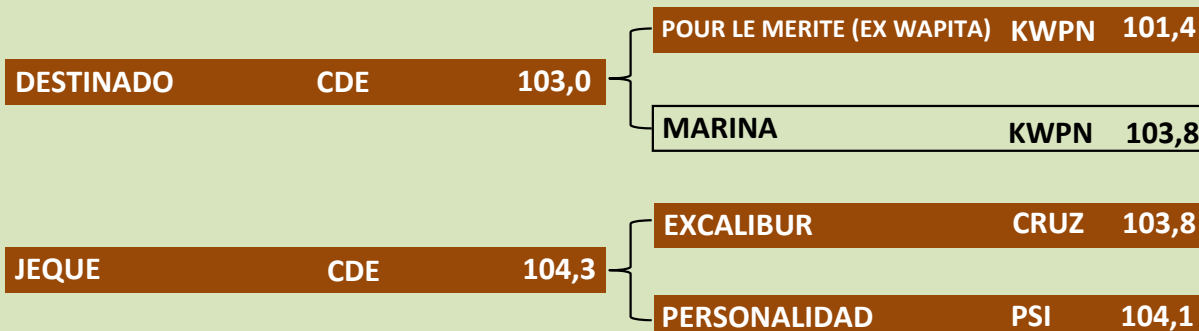 POUR LE MERITE (EX WAPITA) KWPN 101,4
DESTINADO CDE 103,0
MARINA KWPN 103,8
EXCALIBUR CRUZ 103,8
JEQUE CDE 104,3
PERSONALIDAD PSI 104,1